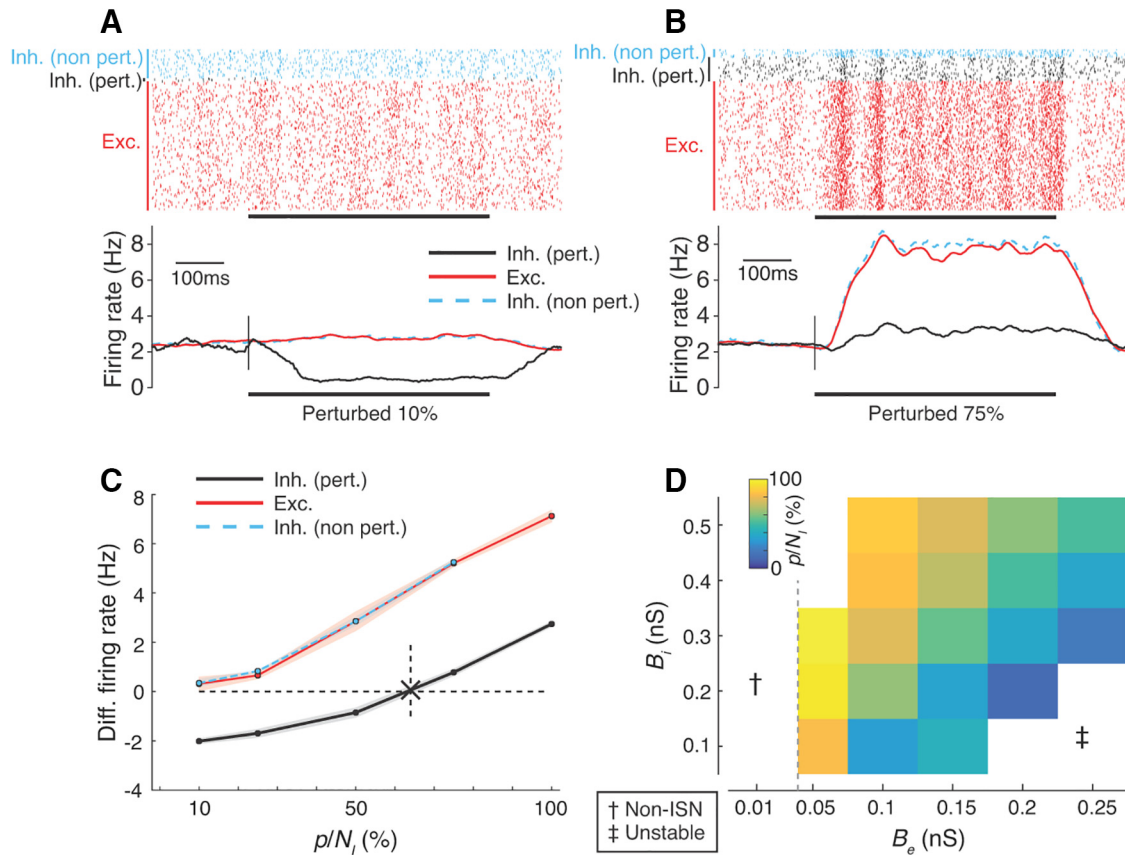 A
Inh. (non pert.)
Inh. (pert.)
Exc.
Firing rate (Hz)
8
6
4
2
0
100ms
Inh. (pert.)
Exc.
Inh. (non pert.)
Perturbed 10%
B
Inh. (non pert.)
Inh. (pert.)
Exc.
Firing rate (Hz)
8
6
4
2
0
100ms
Perturbed 75%
C
Inh. (pert.)
Exc.
Inh. (non pert.)
Diff. firing rate (Hz)
8
6
4
2
0
-2
-4
10 50 100
p/N_I (%)
D
100
0
p/N_I (%)
B_i (nS)
0.5
0.4
0.3
0.2
0.1
†
‡
0.01 0.05 0.1 0.15 0.2 0.25
B_e (nS)
† Non-ISN
‡ Unstable